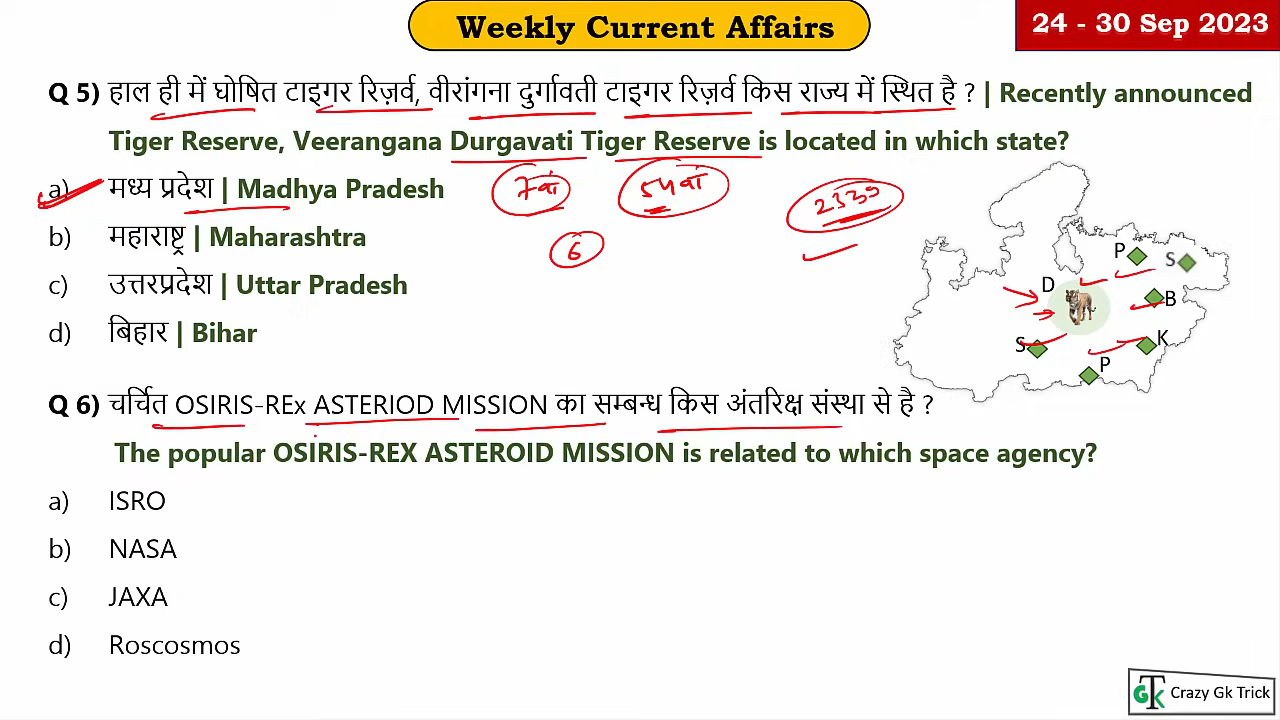 Weekly Current Affairs
24 - 30 Sep 2023
Q 5) हाल ही में घोषित टाइगर रिज़र्व, वीरांगना दुर्गावती टाइगर रिज़र्व किस राज्य में स्थित है ? | Recently announced
Tiger Reserve, Veerangana Durgavati Tiger Reserve is located in which state?
a) मध्य प्रदेश | Madhya Pradesh
7वां 54वां 2339
b) महाराष्ट्र | Maharashtra
6
c) उत्तरप्रदेश | Uttar Pradesh
d) बिहार | Bihar
P S
D B
S K
P
Q 6) चर्चित OSIRIS-REx ASTERIOD MISSION का सम्बन्ध किस अंतरिक्ष संस्था से है ?
The popular OSIRIS-REX ASTEROID MISSION is related to which space agency?
a) ISRO
b) NASA
c) JAXA
d) Roscosmos
GTK Crazy Gk Trick